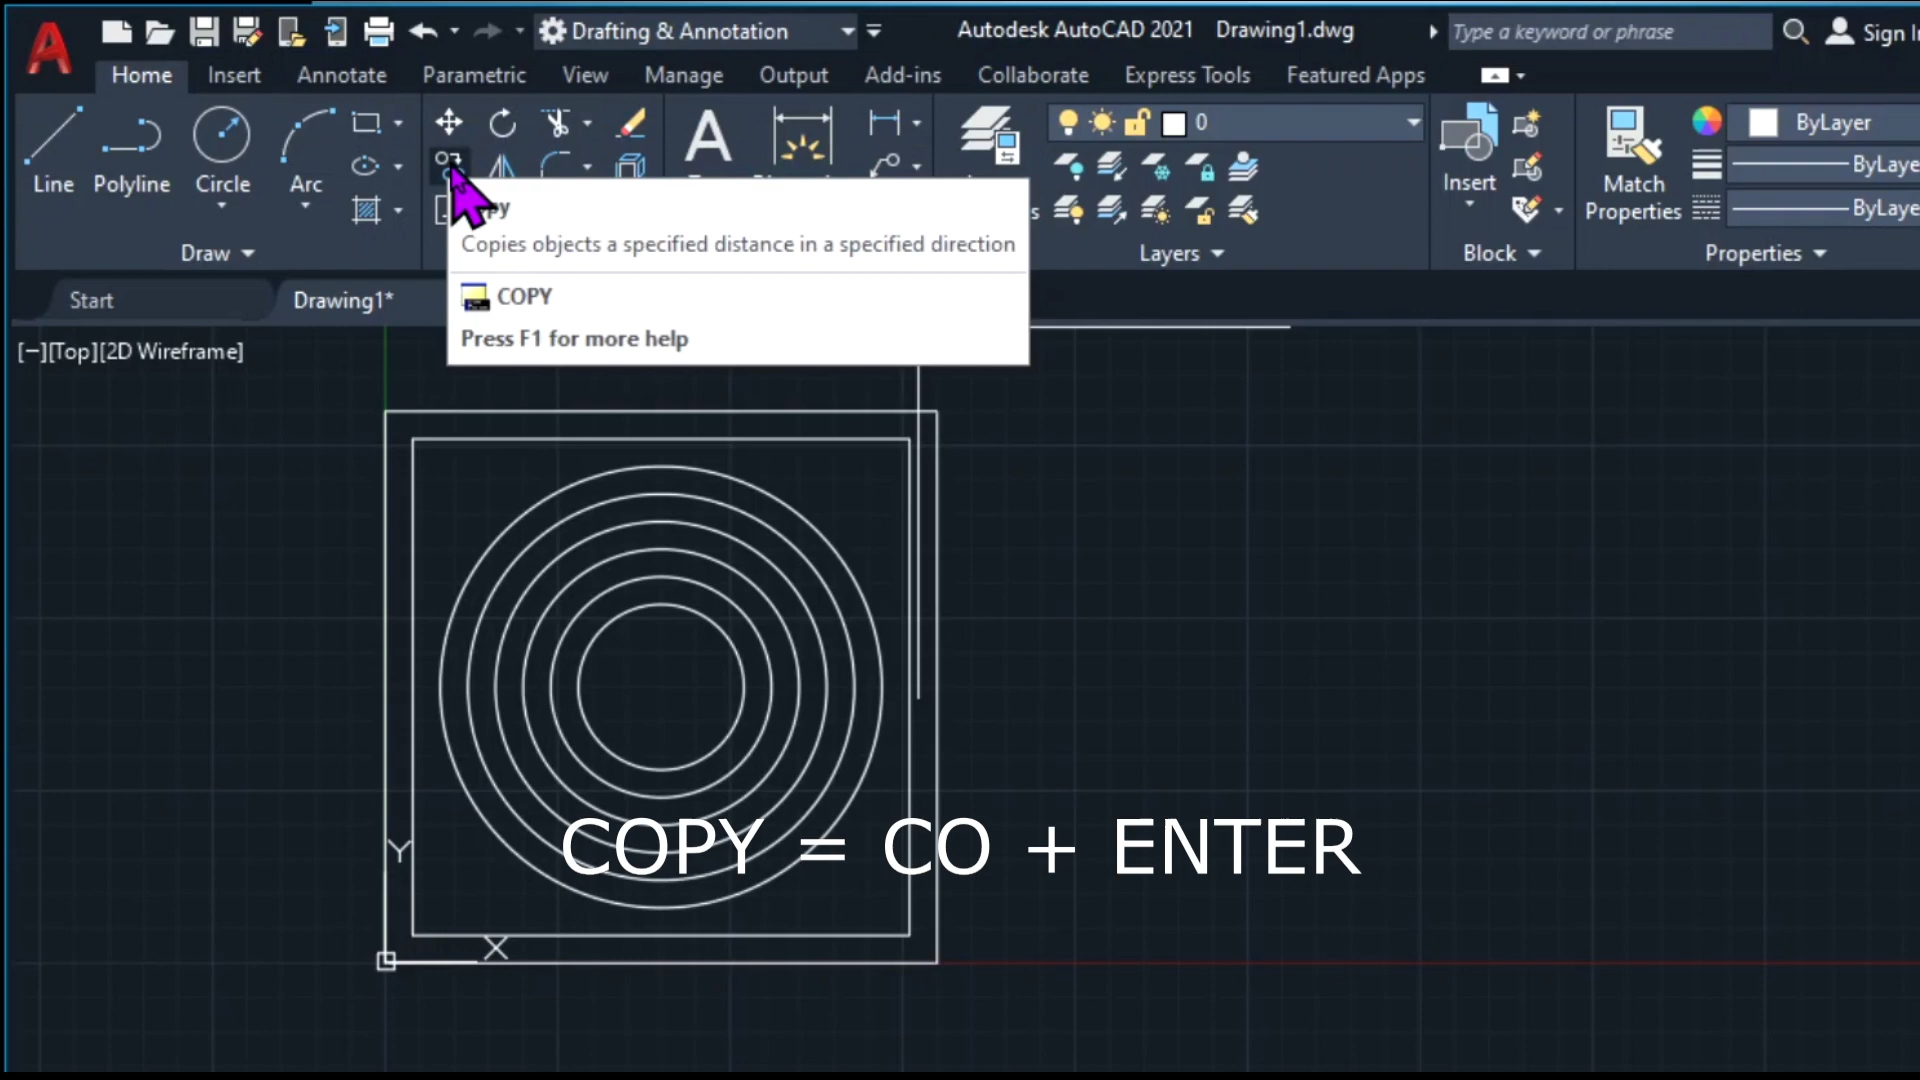 Drafting & Annotation
Autodesk AutoCAD 2021 Drawing1.dwg
Type a keyword or phrase
Sign
Home Insert Annotate Parametric View Manage Output Add-ins Collaborate Express Tools Featured Apps
0
ByLayer
Line Polyline Circle Arc
Insert
Match
Properties
Draw
Layers
Block
Properties
Copies objects a specified distance in a specified direction
COPY
Press F1 for more help
Start
Drawing1*
[−][Top][2D Wireframe]
COPY = CO + ENTER
Y
X